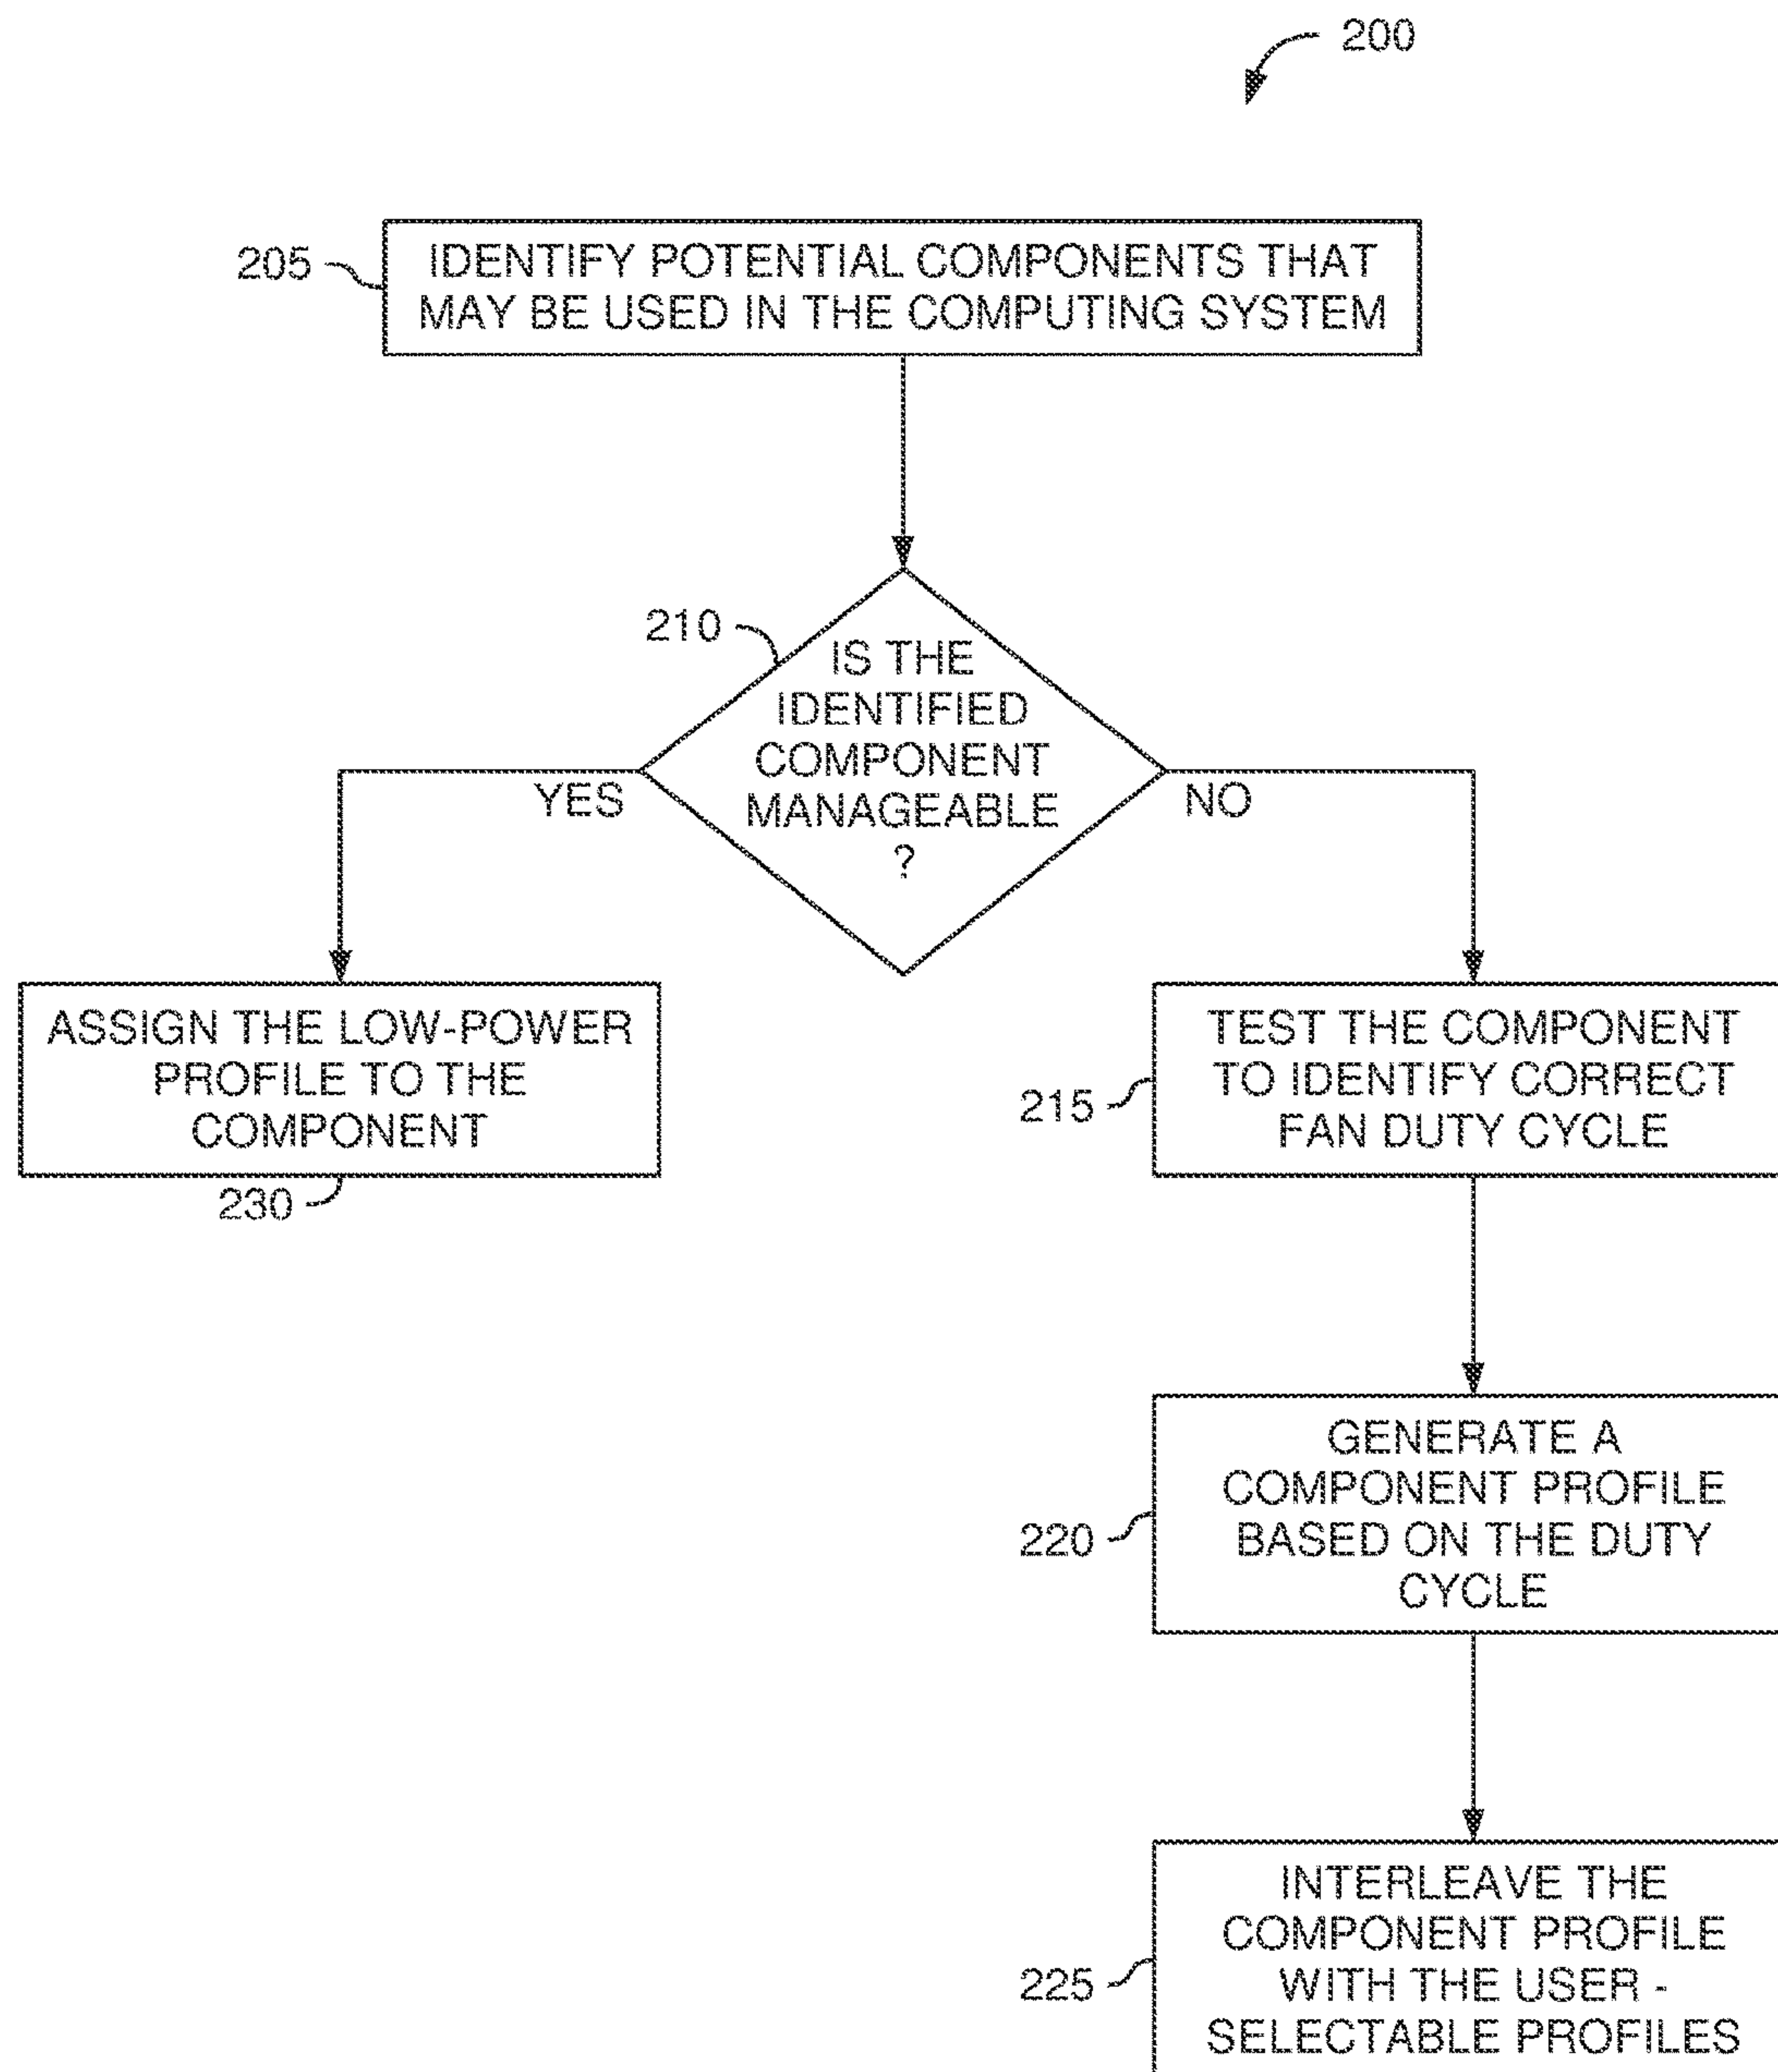 200
205
IDENTIFY POTENTIAL COMPONENTS THAT
MAY BE USED IN THE COMPUTING SYSTEM
210
IS THE
IDENTIFIED
COMPONENT
MANAGEABLE
?
YES
NO
ASSIGN THE LOW-POWER
PROFILE TO THE
COMPONENT
230
215
TEST THE COMPONENT
TO IDENTIFY CORRECT
FAN DUTY CYCLE
220
GENERATE A
COMPONENT PROFILE
BASED ON THE DUTY
CYCLE
225
INTERLEAVE THE
COMPONENT PROFILE
WITH THE USER -
SELECTABLE PROFILES